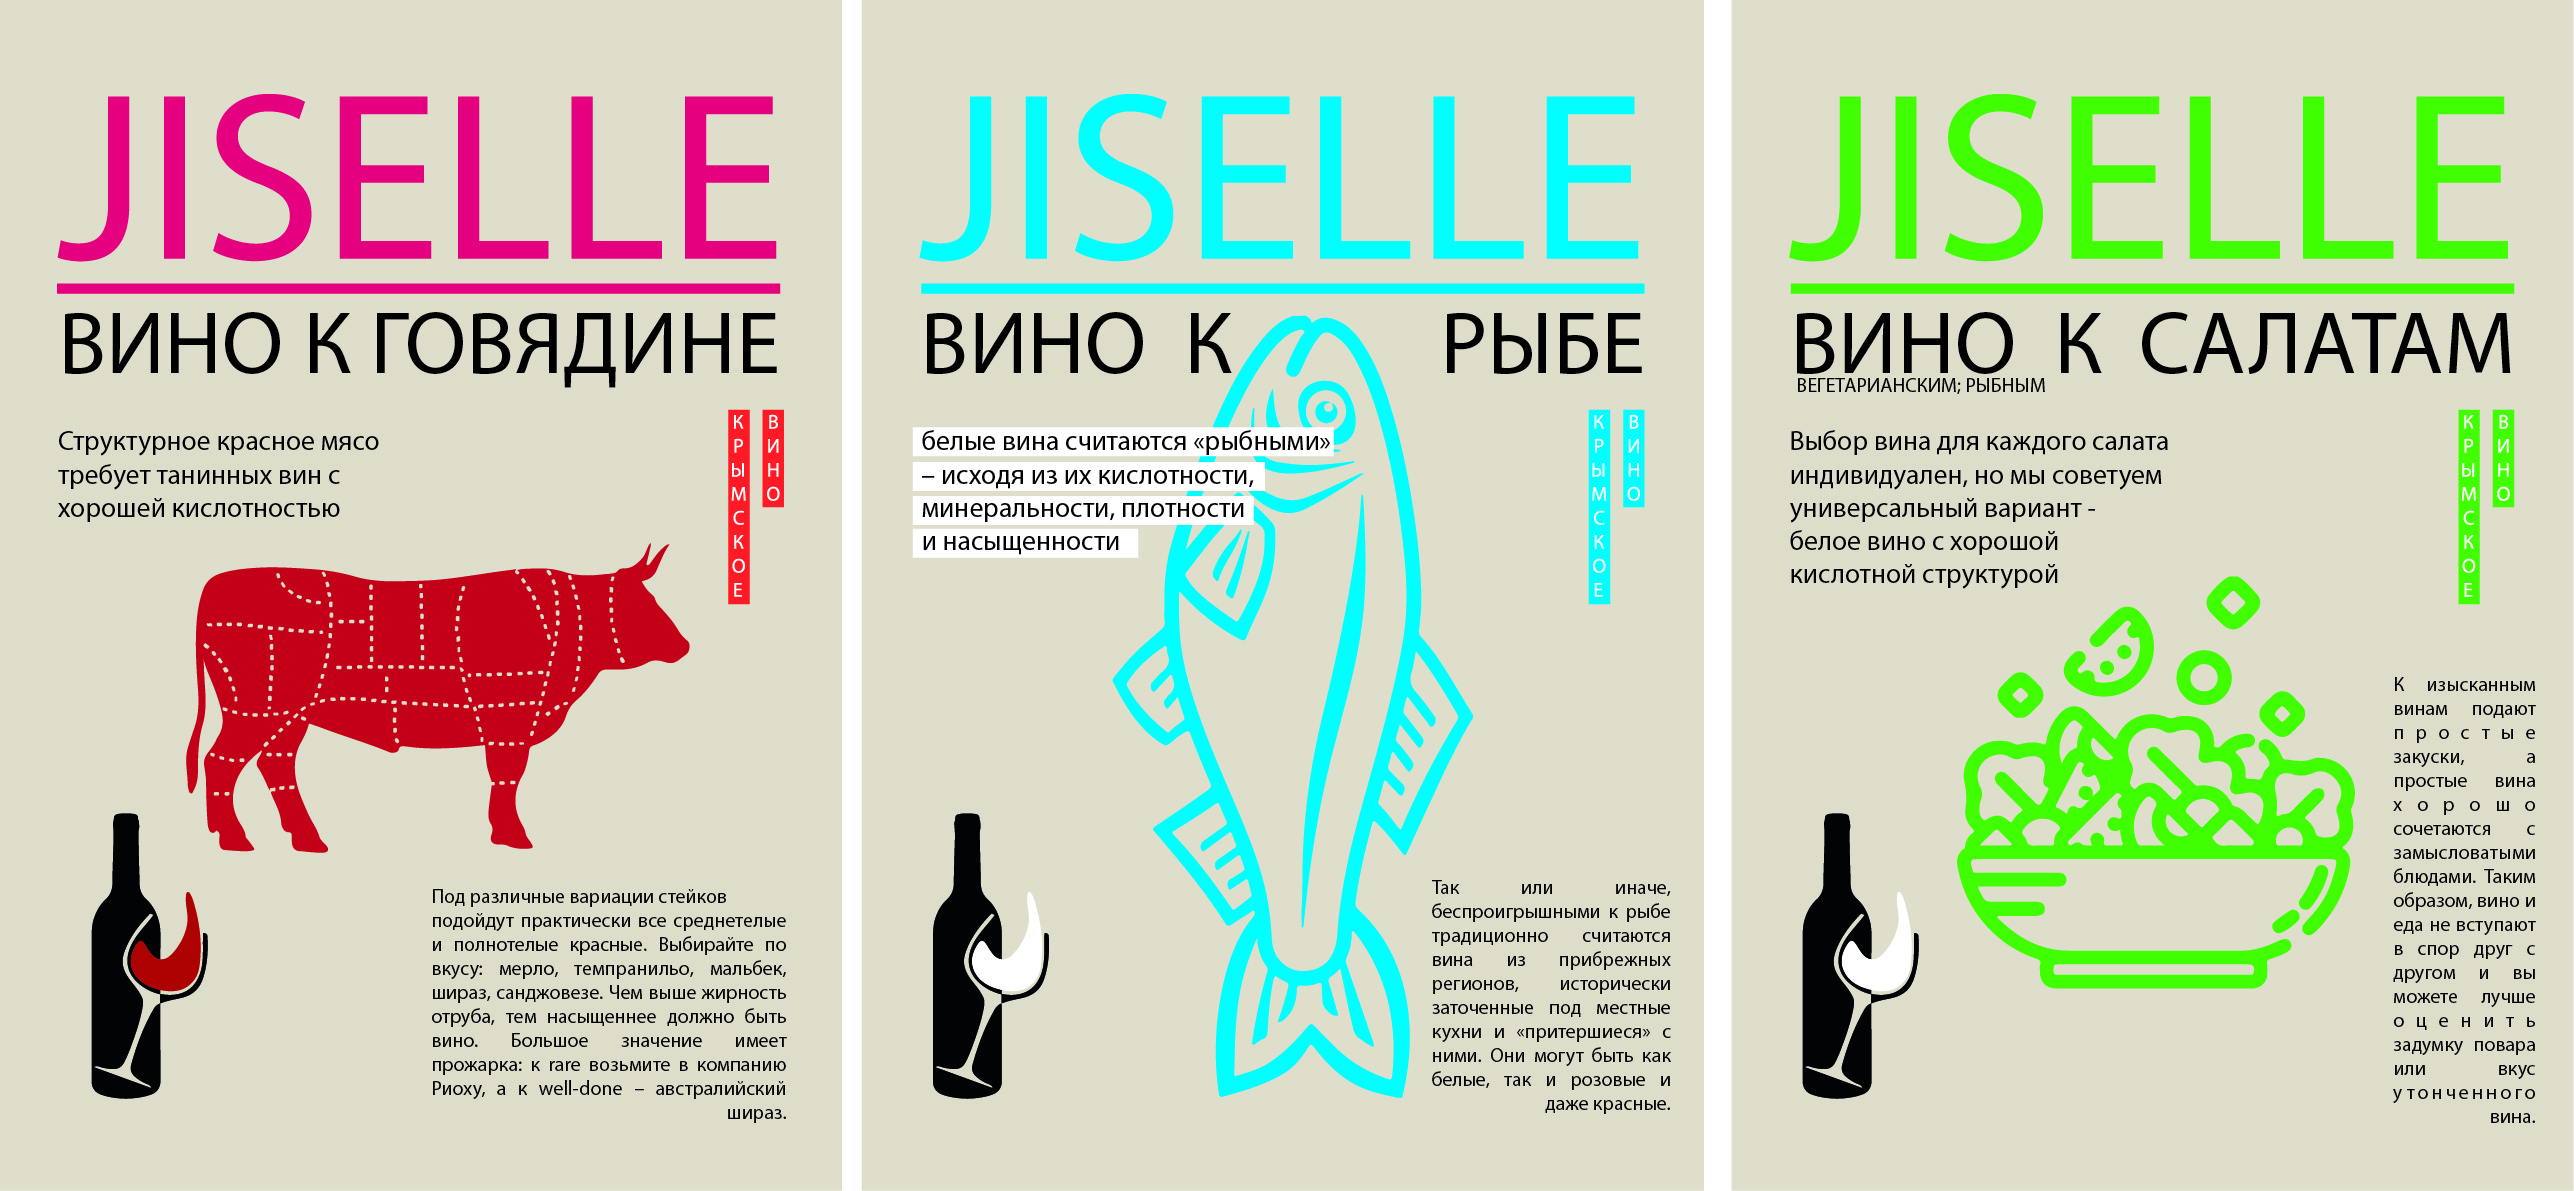 JISELLE
ВИНО К ГОВЯДИНЕ
Структурное красное мясо
требует танинных вин с
хорошей кислотностью
КРЫМСКОЕ
ВИНО
Под различные вариации стейков
подойдут практически все среднетелые
и полнотелые красные. Выбирайте по
вкусу: мерло, темпранильо, мальбек,
шираз, санджовезе. Чем выше жирность
отруба, тем насыщеннее должно быть
вино. Большое значение имеет
прожарка: к rare возьмите в компанию
Риоху, а к well-done – австралийский
шираз.
JISELLE
ВИНО К РЫБЕ
белые вина считаются «рыбными»
– исходя из их кислотности,
минеральности, плотности
и насыщенности
КРЫМСКОЕ
ВИНО
Так или иначе,
беспроигрышными к рыбе
традиционно считаются
вина из прибрежных
регионов, исторически
заточенные под местные
кухни и «притершиеся» с
ними. Они могут быть как
белые, так и розовые и
даже красные.
JISELLE
ВИНО К САЛАТАМ
ВЕГЕТАРИАНСКИМ; РЫБНЫМ
Выбор вина для каждого салата
индивидуален, но мы советуем
универсальный вариант -
белое вино с хорошой
кислотной структурой
КРЫМСКОЕ
ВИНО
К изысканным
винам подают
простые
закуски, а
простые вина
хорошо
сочетаются с
замысловатыми
блюдами. Таким
образом, вино и
еда не вступают
в спор друг с
другом и вы
можете лучше
оценить
задумку повара
или вкус
утонченного
вина.